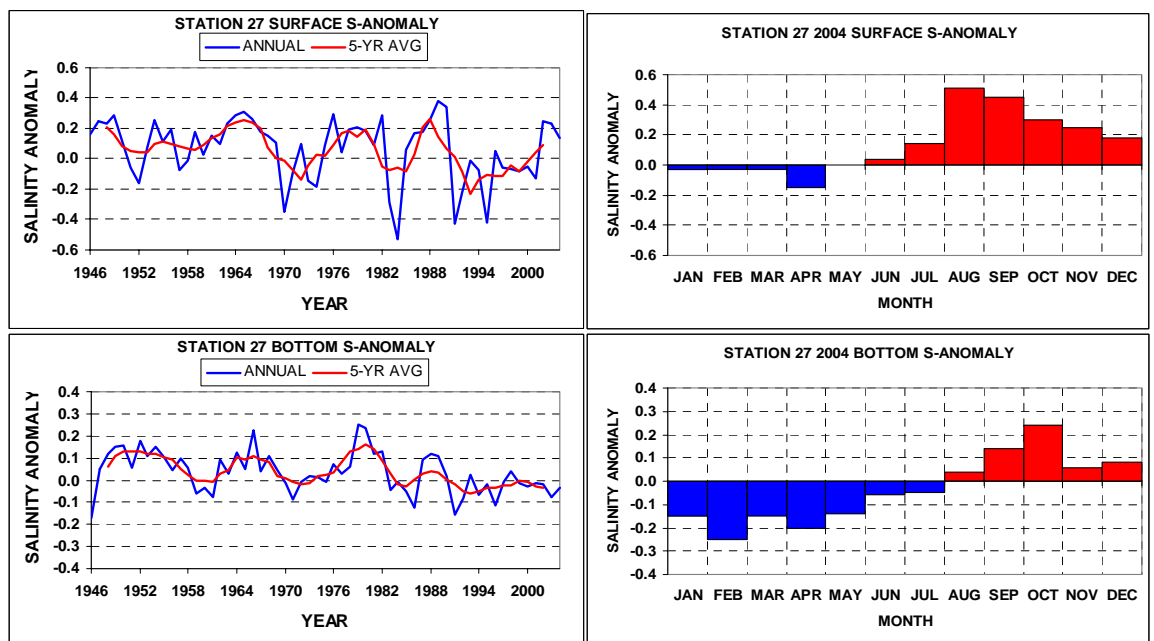 STATION 27 SURFACE S-ANOMALY
ANNUAL 5-YR AVG
SALINITY ANOMALY
0.6
0.4
0.2
0.0
-0.2
-0.4
-0.6
1946 1952 1958 1964 1970 1976 1982 1988 1994 2000
YEAR
STATION 27 2004 SURFACE S-ANOMALY
SALINITY ANOMALY
0.6
0.4
0.2
0.0
-0.2
-0.4
-0.6
JAN FEB MAR APR MAY JUN JUL AUG SEP OCT NOV DEC
MONTH
STATION 27 BOTTOM S-ANOMALY
ANNUAL 5-YR AVG
SALINITY ANOMALY
0.4
0.3
0.2
0.1
0.0
-0.1
-0.2
-0.3
-0.4
1946 1952 1958 1964 1970 1976 1982 1988 1994 2000
YEAR
STATION 27 2004 BOTTOM S-ANOMALY
SALINITY ANOMALY
0.4
0.3
0.2
0.1
0.0
-0.1
-0.2
-0.3
-0.4
JAN FEB MAR APR MAY JUN JUL AUG SEP OCT NOV DEC
MONTH